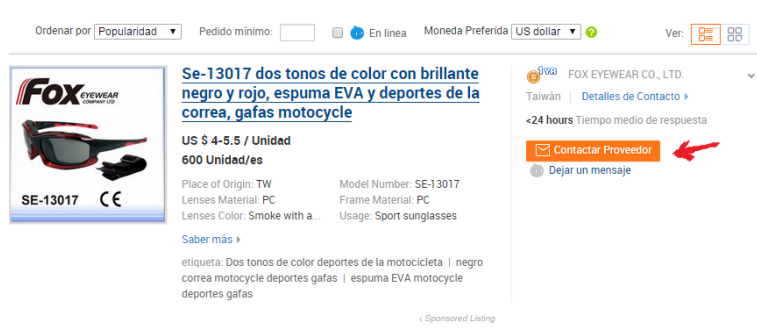 Ordenar por Popularidad Pedido mínimo: En linea Moneda Preferida US dollar Ver:
FOX EYEWEAR
COMPANY LTD
SE-13017 CE
Se-13017 dos tonos de color con brillante
negro y rojo, espuma EVA y deportes de la
correa, gafas motocycle
US $ 4-5.5 / Unidad
600 Unidad/es
Place of Origin: TW Model Number: SE-13017
Lenses Material: PC Frame Material: PC
Lenses Color: Smoke with a... Usage: Sport sunglasses
Saber más
etiqueta: Dos tonos de color deportes de la motocicleta | negro
correa motocycle deportes gafas | espuma EVA motocycle
deportes gafas
< Sponsored Listing
1 YR FOX EYEWEAR CO., LTD.
Taiwán | Detalles de Contacto
<24 hours Tiempo medio de respuesta
Contactar Proveedor
Dejar un mensaje